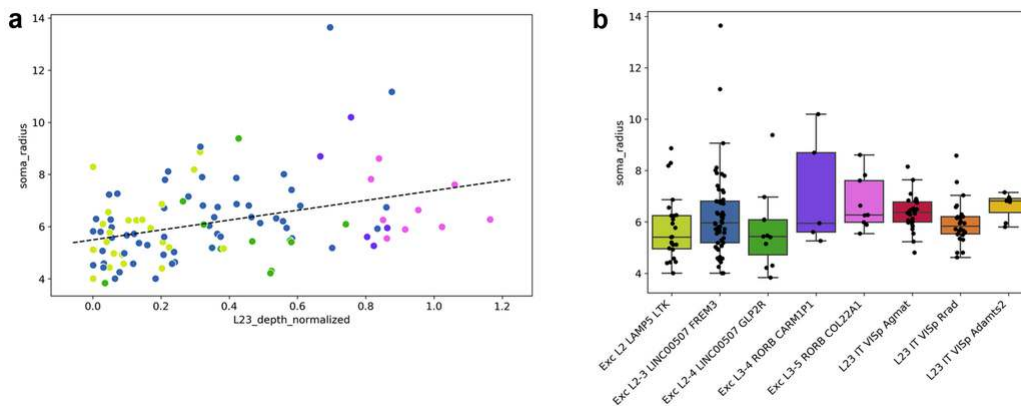 a
b
14
12
10
8
6
4
soma_radius
0.0 0.2 0.4 0.6 0.8 1.0 1.2
L23_depth_normalized
14
12
10
8
6
4
soma_radius
Exc L2 LAMP5 LTK
Exc L2-3 LINC00507 FREM3
Exc L2-4 LINC00507 GLP2R
Exc L3-4 RORB CARM1P1
Exc L3-5 RORB COL22A1
L23 IT VISp Agmat
L23 IT VISp Rrad
L23 IT VISp Adamts2